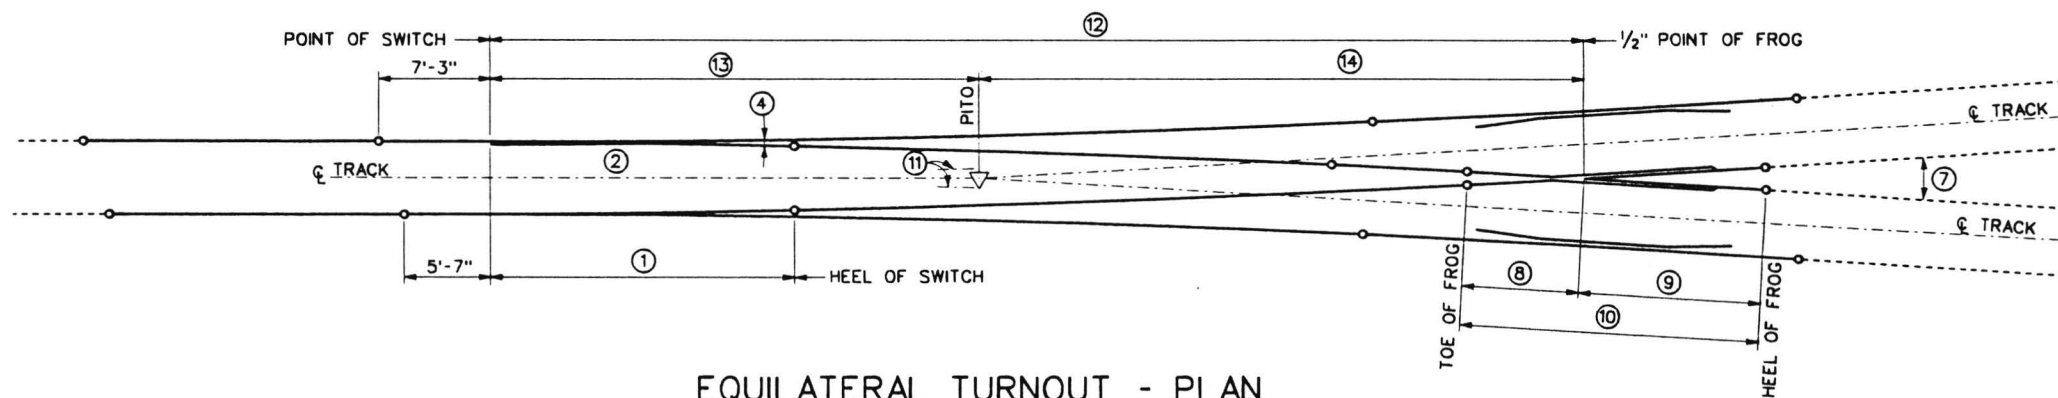 ⑫
POINT OF SWITCH
1/2" POINT OF FROG
7'-3"
⑬
⑭
④
PITO
℄ TRACK
②
℄ TRACK
⑪
⑦
℄ TRACK
5'-7"
①
HEEL OF SWITCH
TOE OF FROG
⑧
⑨
⑩
HEEL OF FROG
EQUILATERAL TURNOUT - PLAN